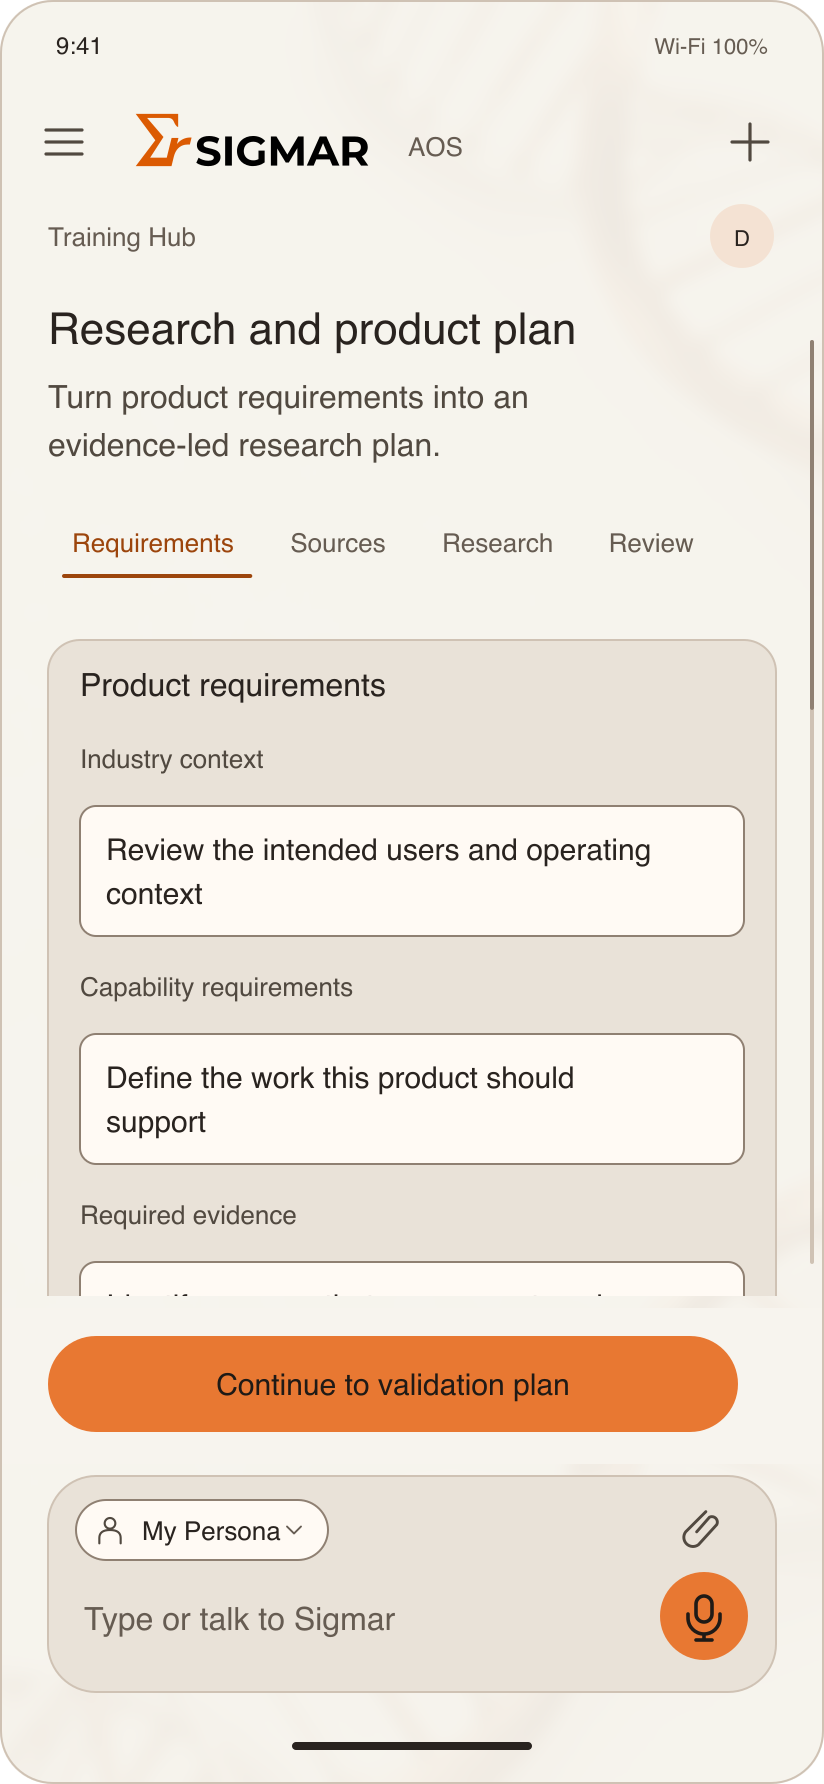 9:41
Wi-Fi 100%
Σr SIGMAR AOS
Training Hub
D
Research and product plan
Turn product requirements into an
evidence-led research plan.
Requirements Sources Research Review
Product requirements
Industry context
Review the intended users and operating
context
Capability requirements
Define the work this product should
support
Required evidence
Continue to validation plan
My Persona
Type or talk to Sigmar